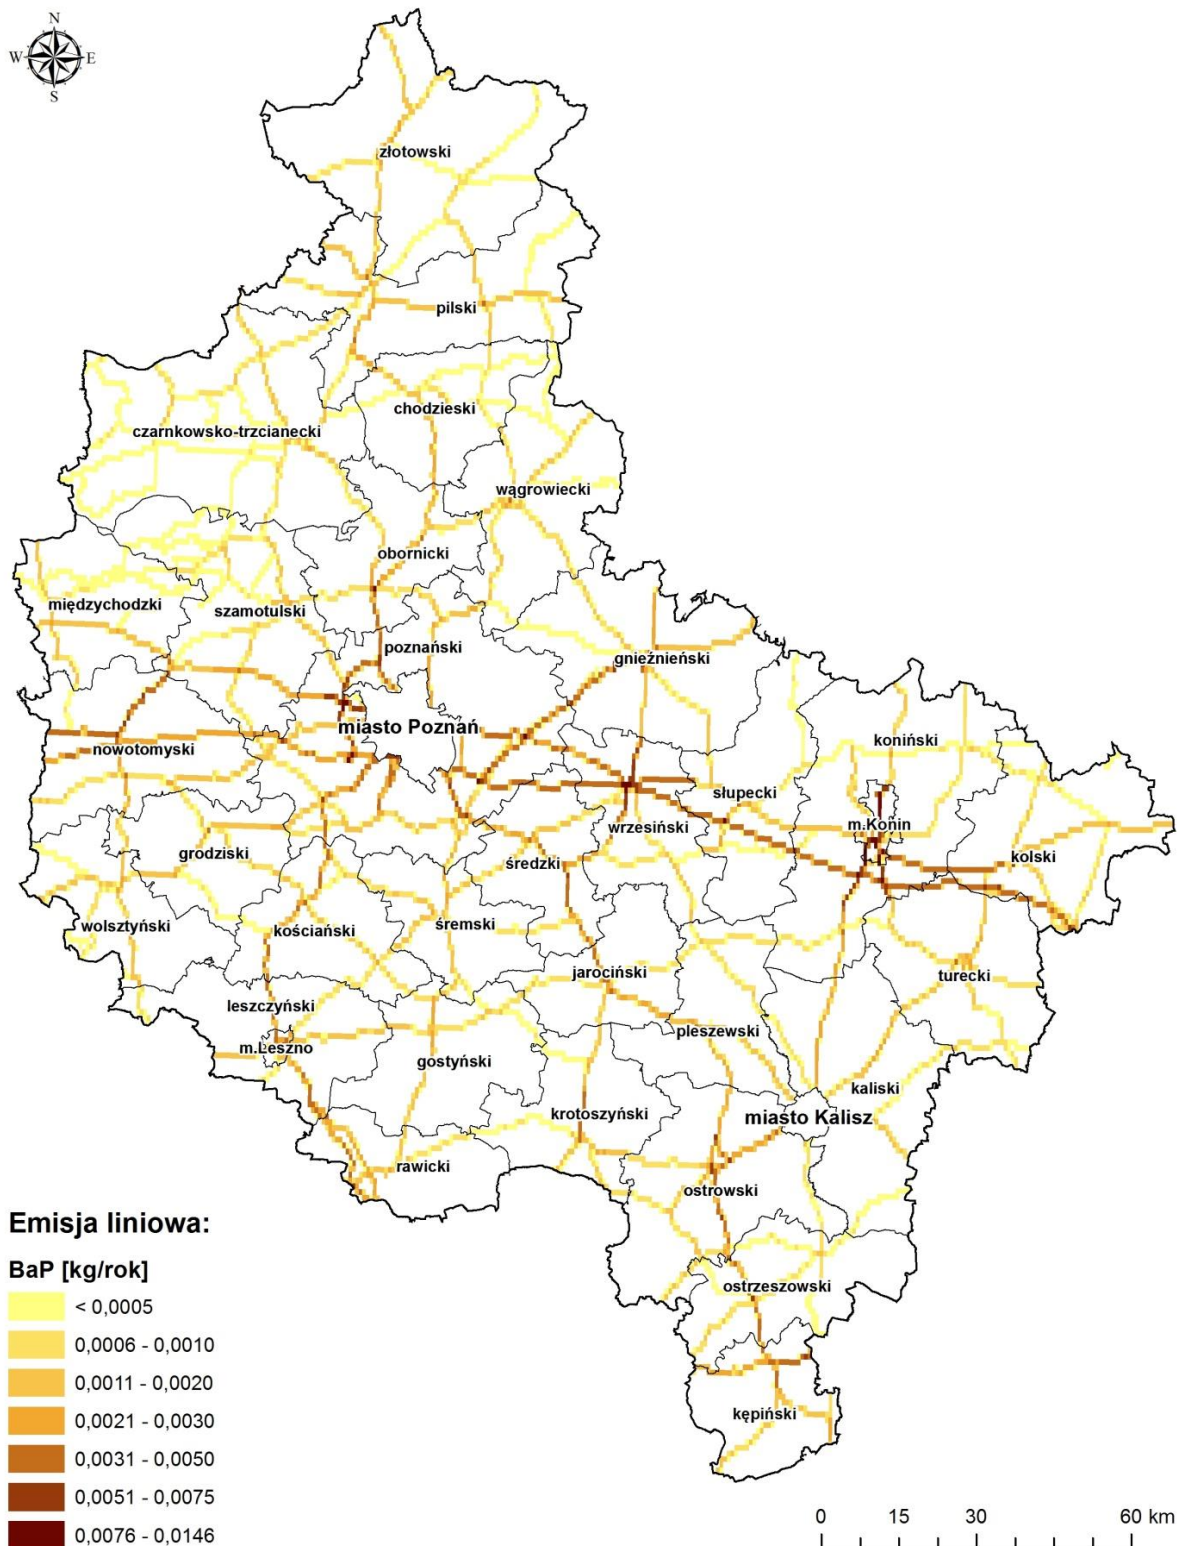 N
W E
S
złotowski
pilski
chodzieski
czarnkowsko-trzcianecki
wągrowiecki
obornicki
międzychodzki
szamotulski
poznański
gnieźnieński
miasto Poznań
nowotomyski
koniński
słupecki
m.Konin
wrzesiński
grodziski
średzki
kolski
wolsztyński
kościański
śremski
jarociński
turecki
leszczyński
pleszewski
m.Leszno
gostyński
kaliski
krotoszyński
miasto Kalisz
rawicki
ostrowski
ostrzeszowski
kępiński
Emisja liniowa:
BaP [kg/rok]
< 0,0005
0,0006 - 0,0010
0,0011 - 0,0020
0,0021 - 0,0030
0,0031 - 0,0050
0,0051 - 0,0075
0,0076 - 0,0146
0 15 30 60 km